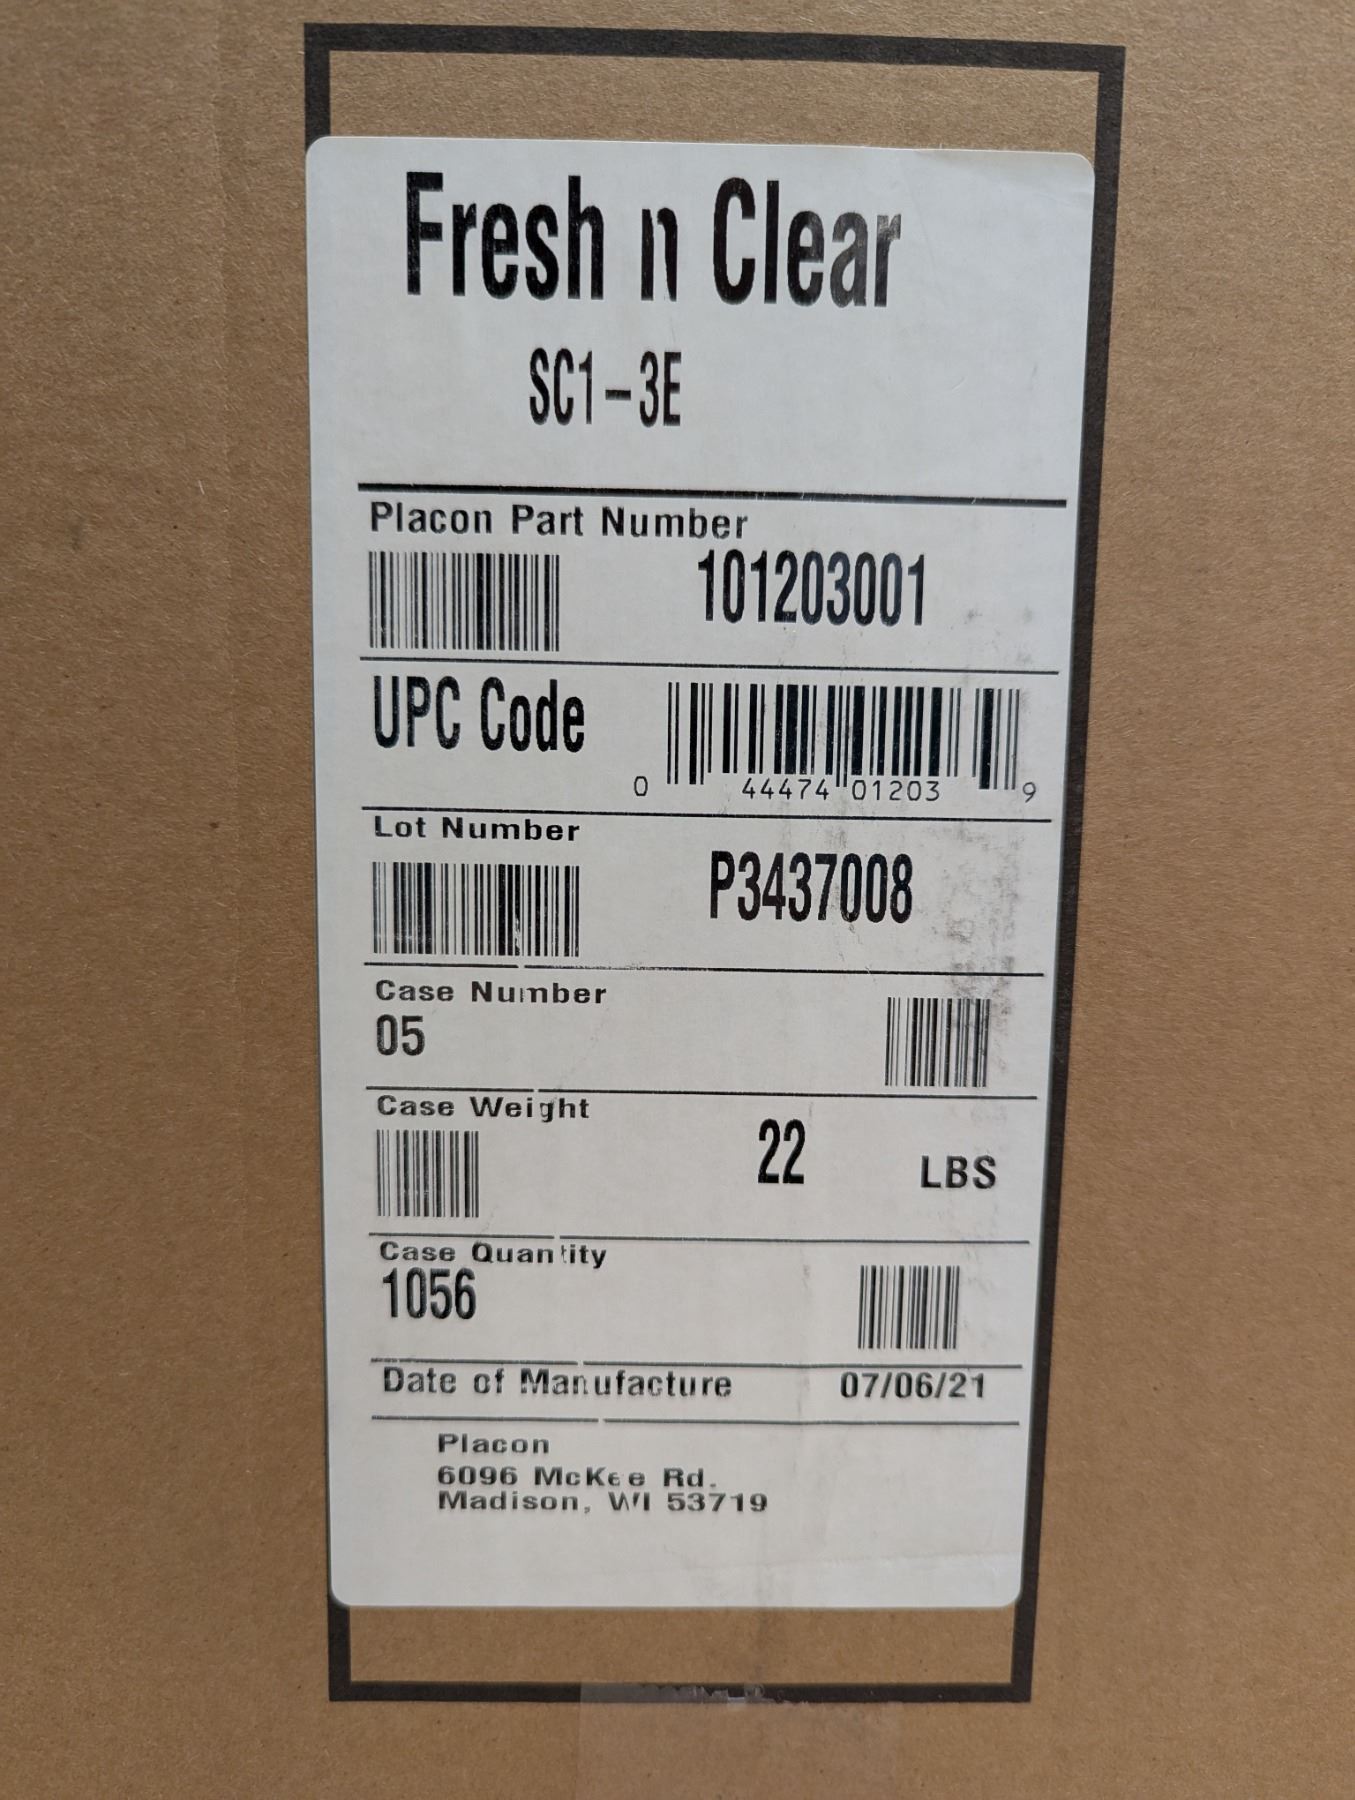 Fresh n Clear
SC1-3E
Placon Part Number
101203001
UPC Code
0 44474 01203 9
Lot Number
P3437008
Case Number
05
Case Weight
22 LBS
Case Quantity
1056
Date of Manufacture 07/06/21
Placon
6096 McKee Rd.
Madison, WI 53719